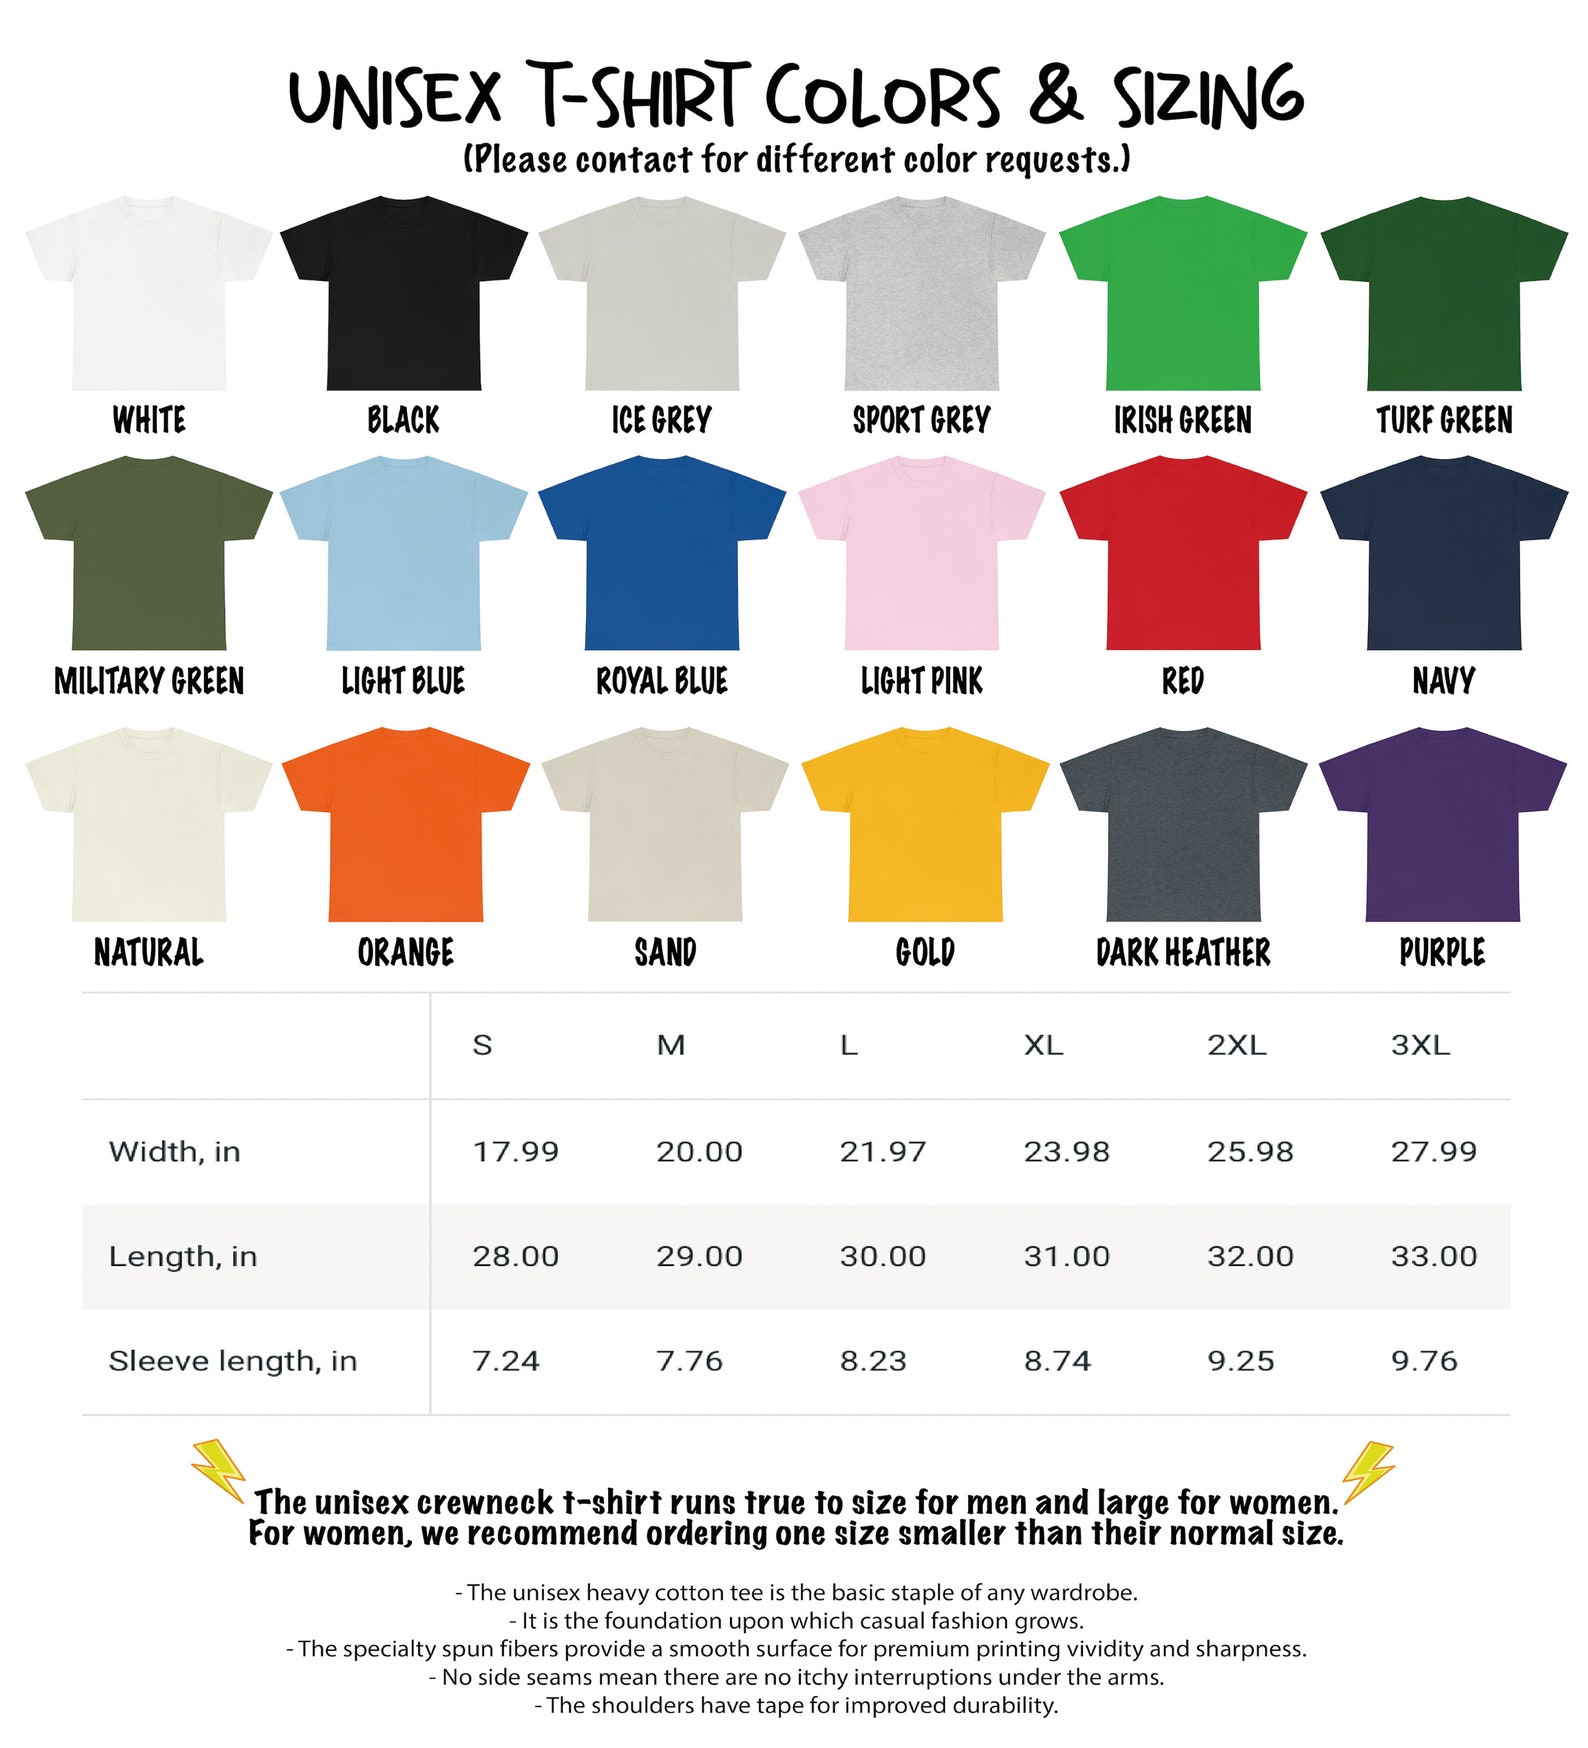 UNISEX T-SHIRT COLORS & SIZING
(Please contact for different color requests.)
WHITE BLACK ICE GREY SPORT GREY IRISH GREEN TURF GREEN
MILITARY GREEN LIGHT BLUE ROYAL BLUE LIGHT PINK RED NAVY
NATURAL ORANGE SAND GOLD DARK HEATHER PURPLE
S M L XL 2XL 3XL
Width, in 17.99 20.00 21.97 23.98 25.98 27.99
Length, in 28.00 29.00 30.00 31.00 32.00 33.00
Sleeve length, in 7.24 7.76 8.23 8.74 9.25 9.76
The unisex crewneck t-shirt runs true to size for men and large for women.
For women, we recommend ordering one size smaller than their normal size.
- The unisex heavy cotton tee is the basic staple of any wardrobe.
- It is the foundation upon which casual fashion grows.
- The specialty spun fibers provide a smooth surface for premium printing vividity and sharpness.
- No side seams mean there are no itchy interruptions under the arms.
- The shoulders have tape for improved durability.